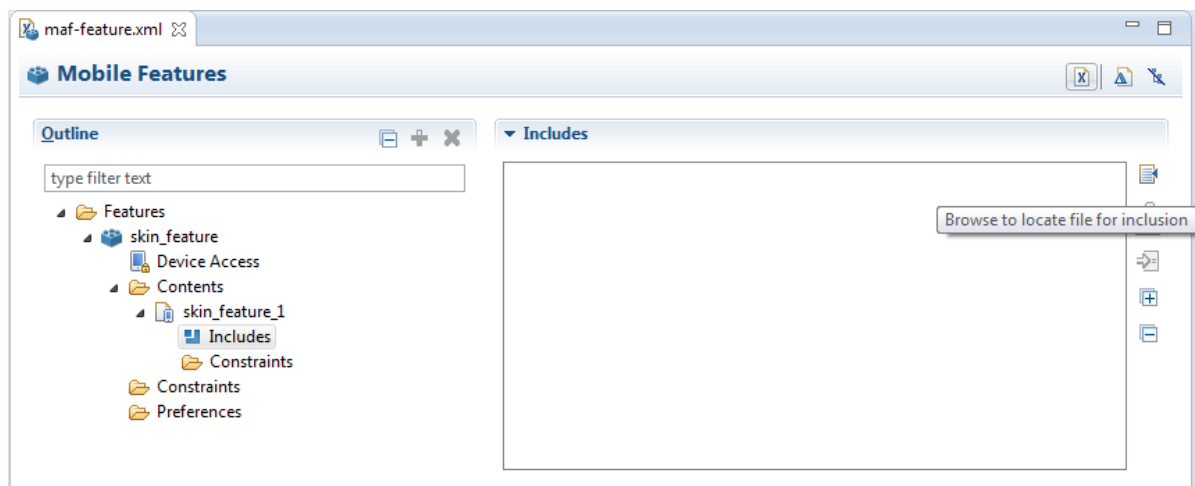 maf-feature.xml
Mobile Features
Outline
Includes
type filter text
Features
skin_feature
Device Access
Contents
skin_feature_1
Includes
Constraints
Constraints
Preferences
Browse to locate file for inclusion